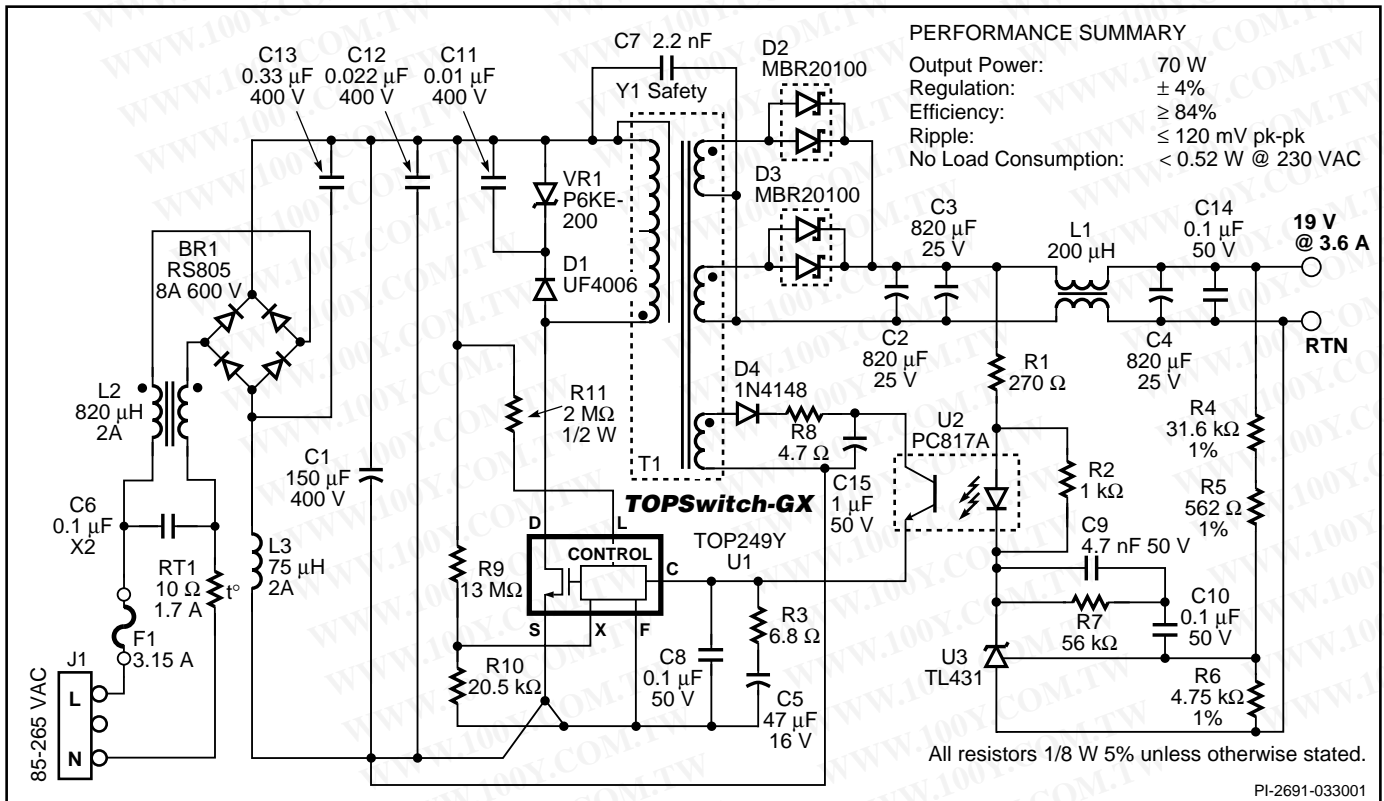 C13
0.33 µF
400 V
C12
0.022 µF
400 V
C11
0.01 µF
400 V
C7 2.2 nF
Y1 Safety
D2
MBR20100
PERFORMANCE SUMMARY
Output Power: 70 W
Regulation: ± 4%
Efficiency: ≥ 84%
Ripple: ≤ 120 mV pk-pk
No Load Consumption: < 0.52 W @ 230 VAC
VR1
P6KE-
200
D3
MBR20100
BR1
RS805
8A 600 V
D1
UF4006
C3
820 µF
25 V
L1
200 µH
C14
0.1 µF
50 V
19 V
@ 3.6 A
RTN
C2
820 µF
25 V
C4
820 µF
25 V
L2
820 µH
2A
R11
2 MΩ
1/2 W
D4
1N4148
R8
4.7 Ω
R1
270 Ω
U2
PC817A
R2
1 kΩ
R4
31.6 kΩ
1%
C1
150 µF
400 V
T1
TOPSwitch-GX
C15
1 µF
50 V
R5
562 Ω
1%
C6
0.1 µF
X2
RT1
10 Ω
1.7 A
t°
L3
75 µH
2A
R9
13 MΩ
D
L
CONTROL
C
S
X
F
TOP249Y
U1
C9
4.7 nF 50 V
R7
56 kΩ
C10
0.1 µF
50 V
R3
6.8 Ω
F1
3.15 A
R10
20.5 kΩ
C8
0.1 µF
50 V
C5
47 µF
16 V
U3
TL431
R6
4.75 kΩ
1%
J1
L
N
85-265 VAC
All resistors 1/8 W 5% unless otherwise stated.
PI-2691-033001
WWW.100Y.COM.TW